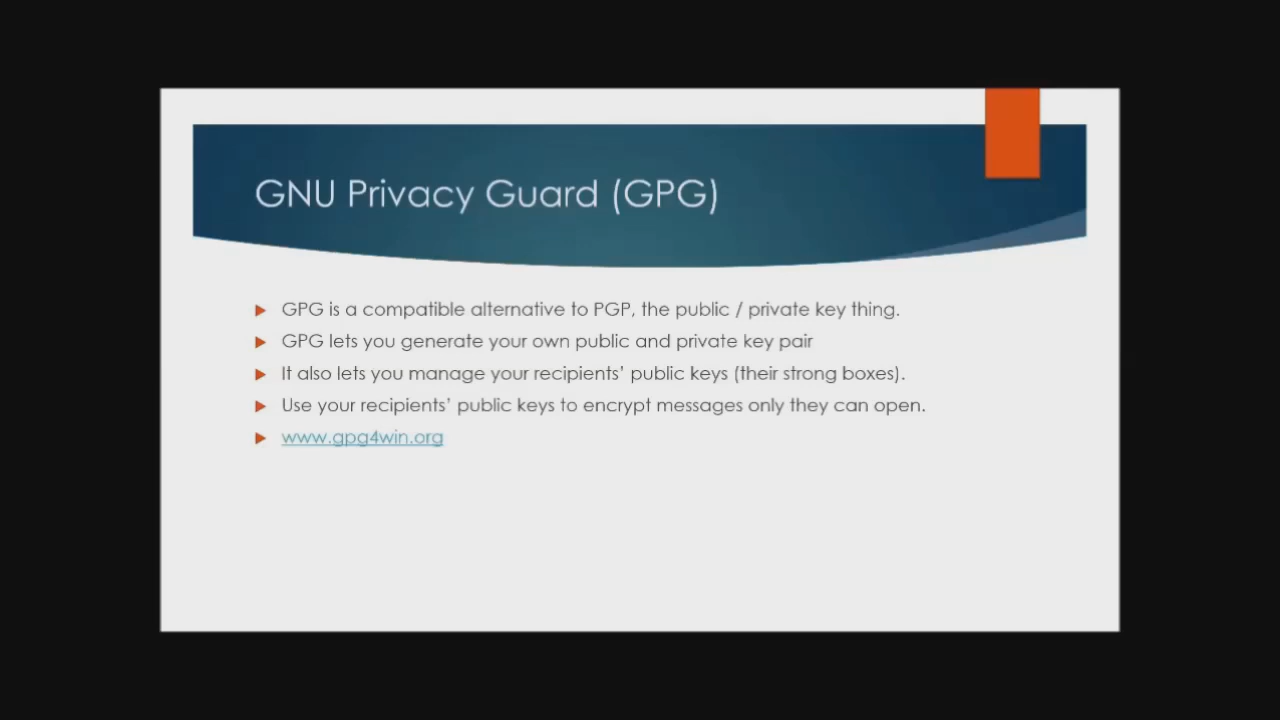 GNU Privacy Guard (GPG)
GPG is a compatible alternative to PGP, the public / private key thing.
GPG lets you generate your own public and private key pair
It also lets you manage your recipients’ public keys (their strong boxes).
Use your recipients’ public keys to encrypt messages only they can open.
www.gpg4win.org